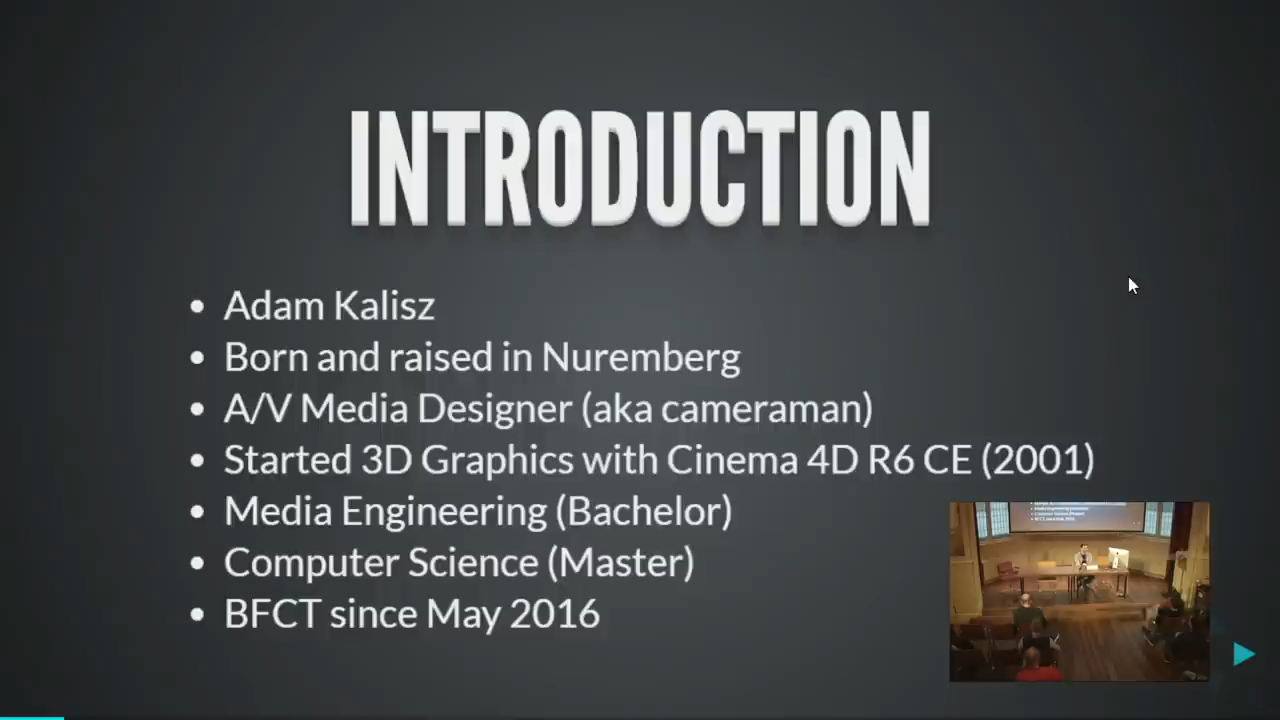 INTRODUCTION
Adam Kalisz
Born and raised in Nuremberg
A/V Media Designer (aka cameraman)
Started 3D Graphics with Cinema 4D R6 CE (2001)
Media Engineering (Bachelor)
Computer Science (Master)
BFCT since May 2016